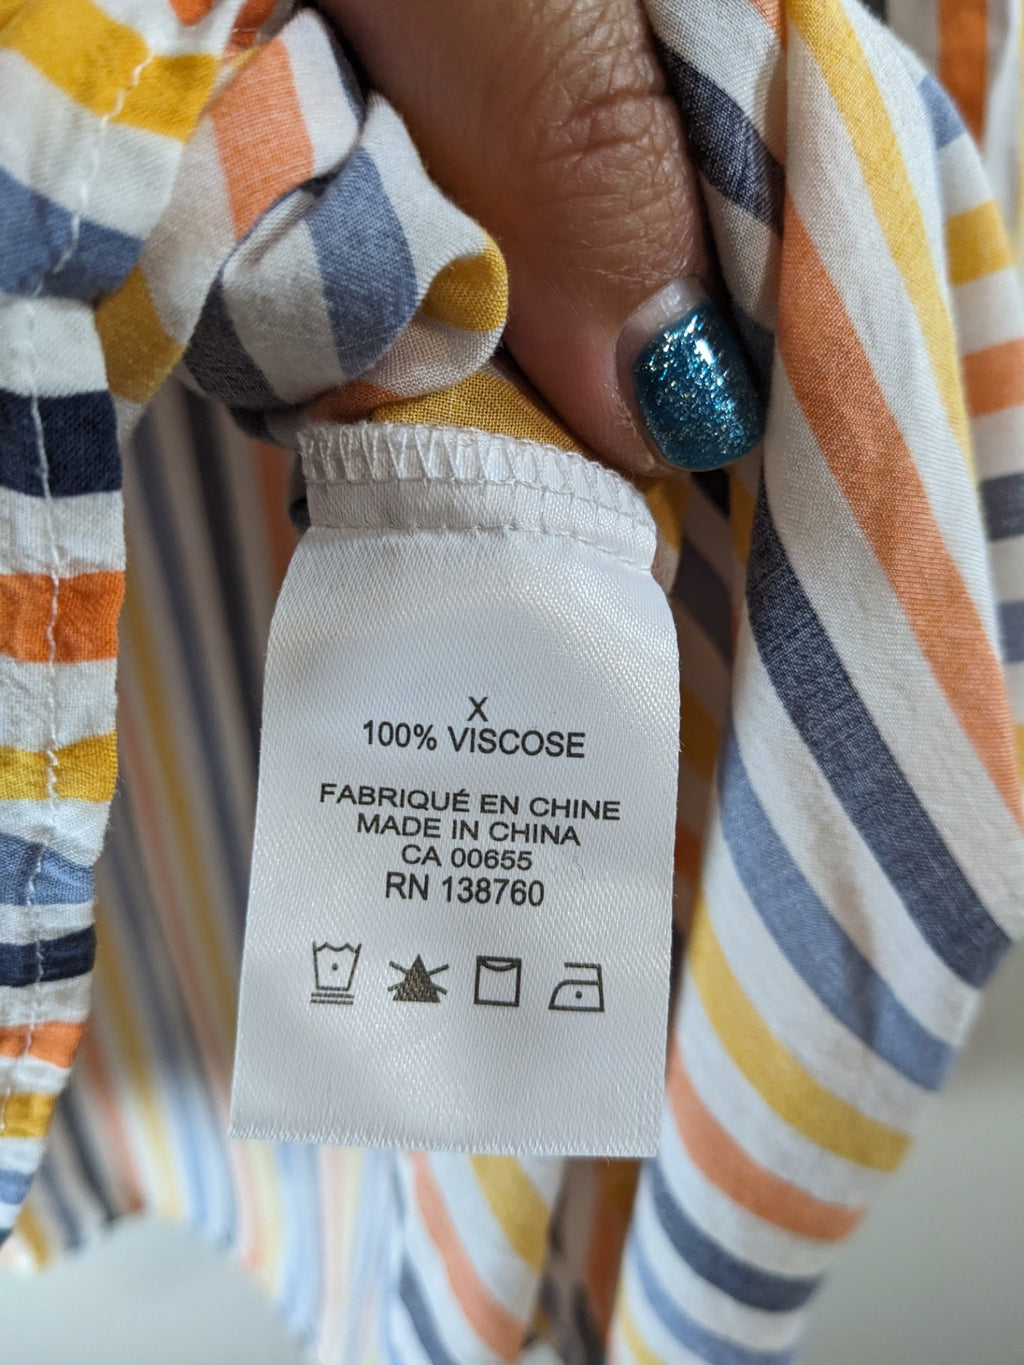 X
100% VISCOSE
FABRIQUÉ EN CHINE
MADE IN CHINA
CA 00655
RN 138760